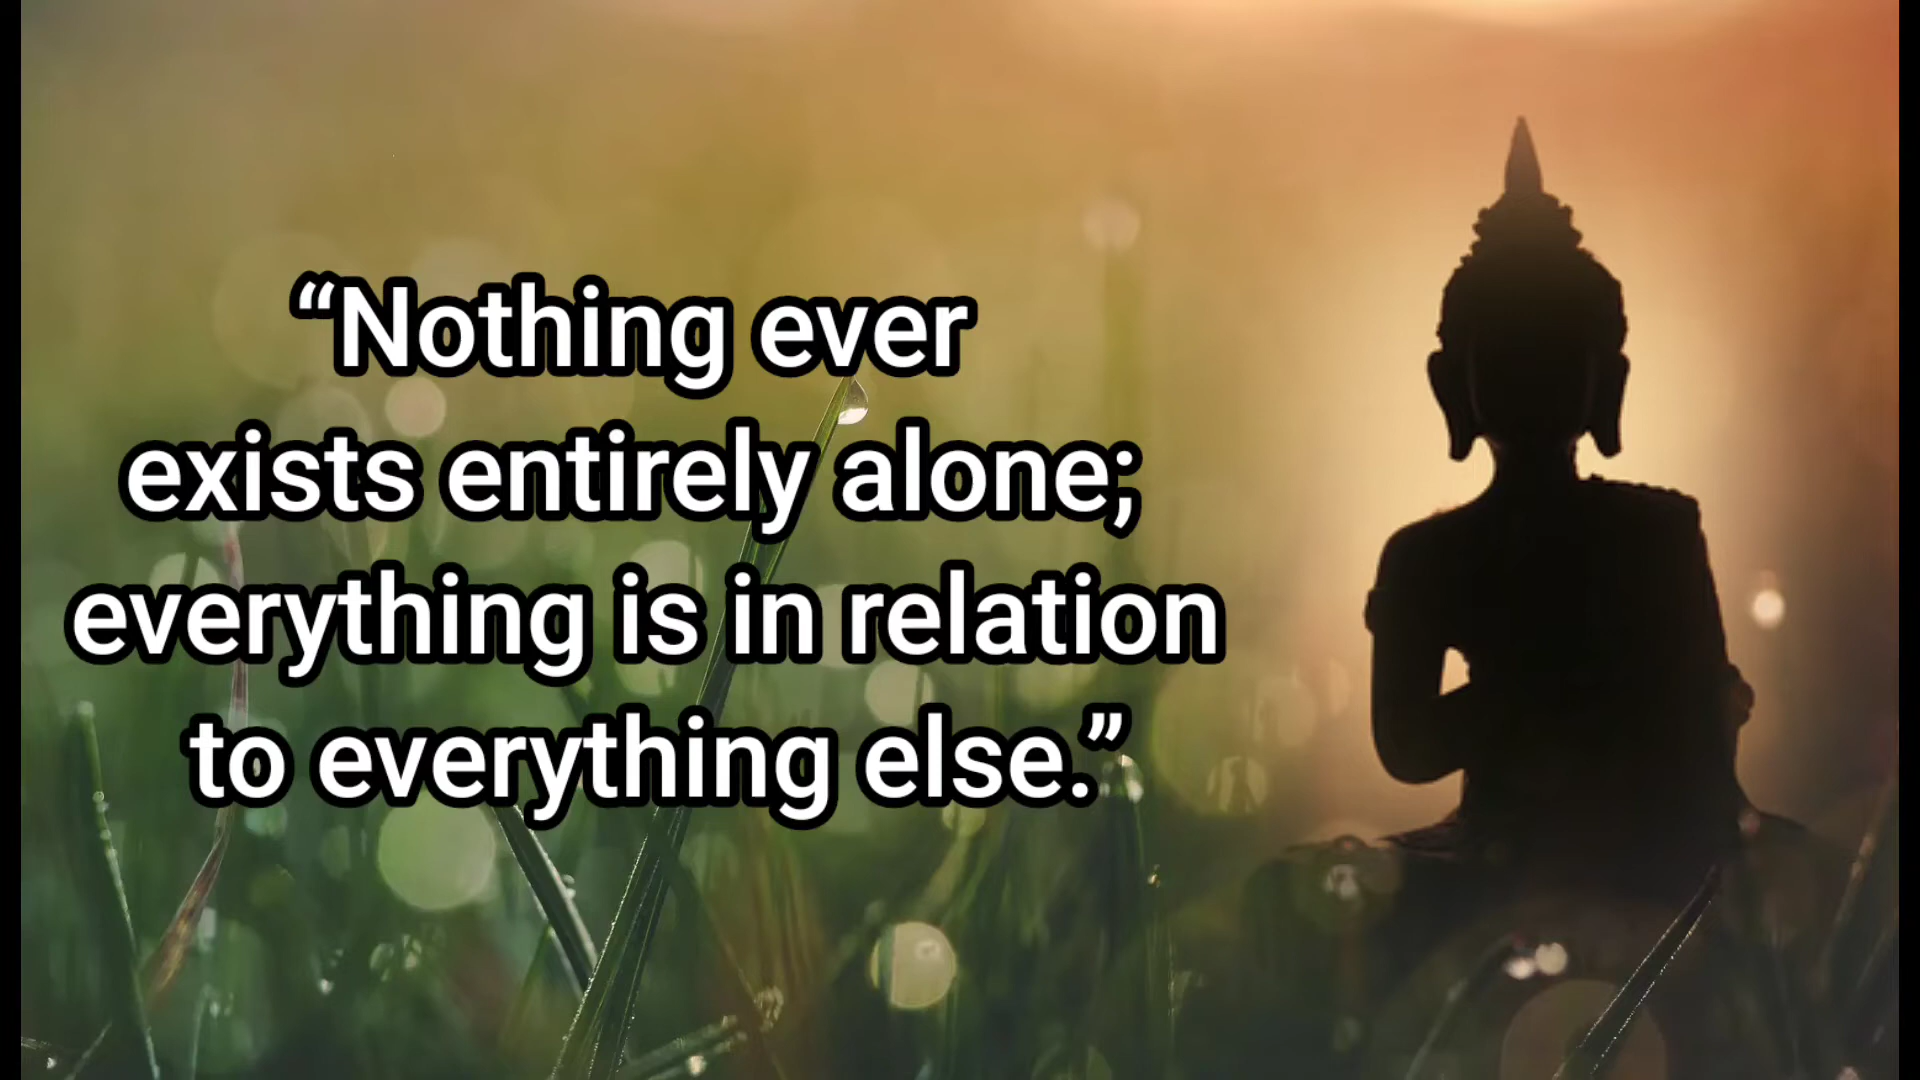 “Nothing ever
exists entirely alone;
everything is in relation
to everything else.”